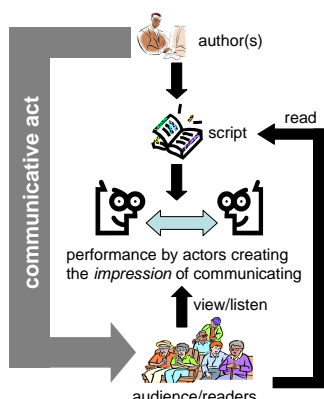 author(s)
communicative act
read
script
performance by actors creating
the impression of communicating
view/listen
audience/readers